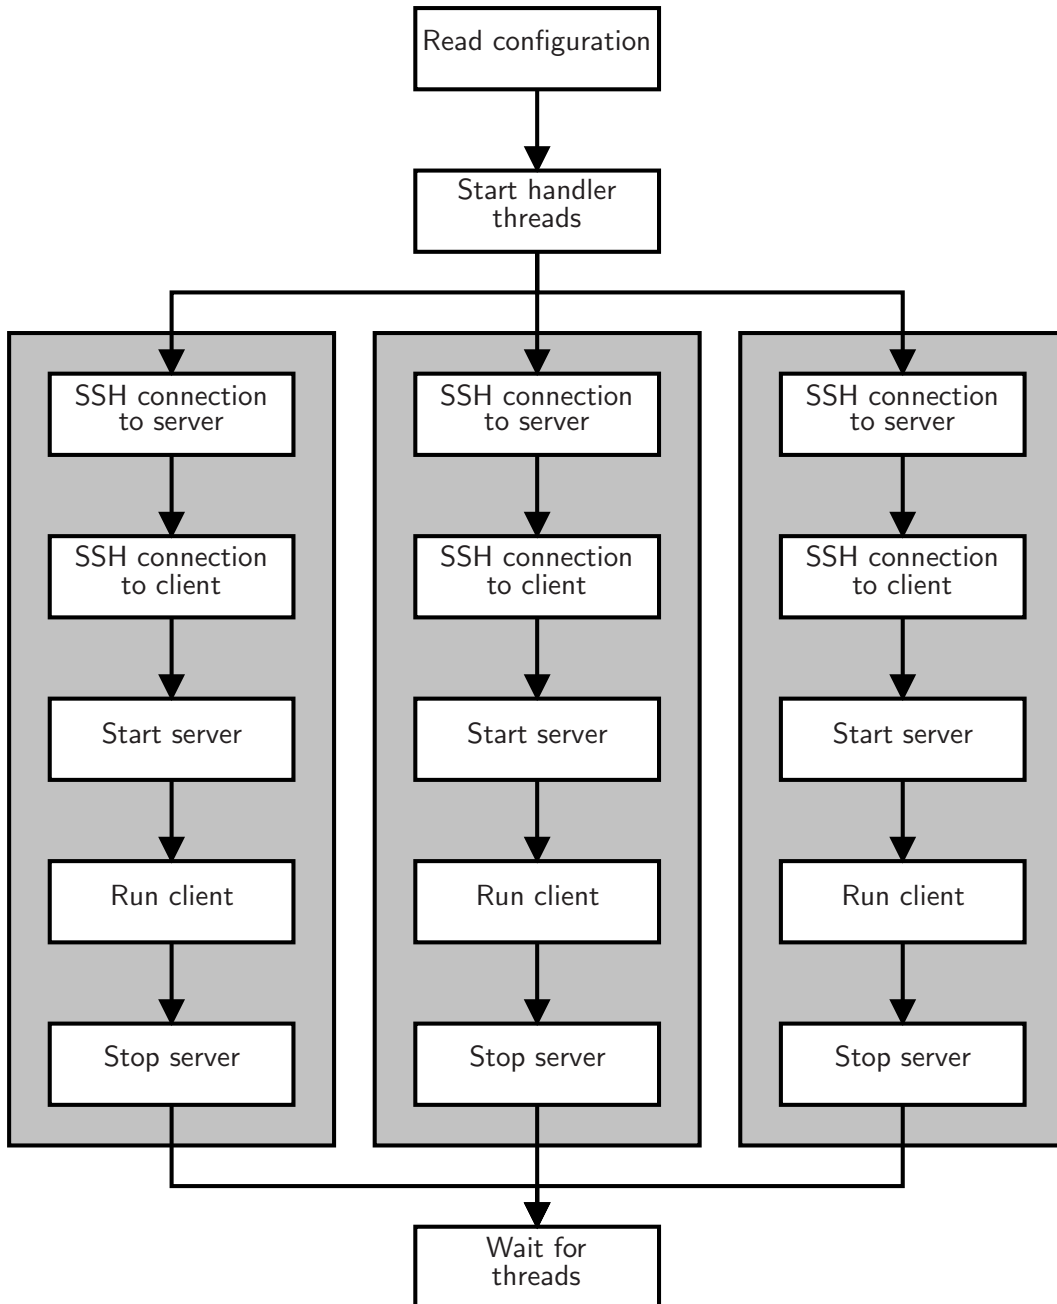 Read configuration
Start handler
threads
SSH connection
to server
SSH connection
to client
Start server
Run client
Stop server
SSH connection
to server
SSH connection
to client
Start server
Run client
Stop server
SSH connection
to server
SSH connection
to client
Start server
Run client
Stop server
Wait for
threads